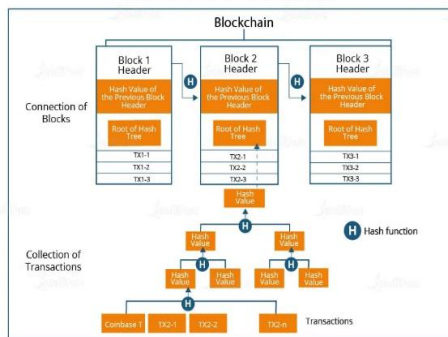 Blockchain
Block 1
Header
Block 2
Header
Block 3
Header
Connection of
Blocks
Hash Value of
the Previous Block
Header
Hash Value of
the Previous Block
Header
Hash Value of
the Previous Block
Header
H
H
Root of Hash
Tree
Root of Hash
Tree
Root of Hash
Tree
TX1-1
TX1-2
TX1-3
TX2-1
TX2-2
TX2-3
TX3-1
TX3-2
TX3-3
Hash
Value
H
H Hash function
Collection of
Transactions
Hash
Value
Hash
Value
H
H
Hash
Value
Hash
Value
Hash
Value
Hash
Value
H
Coinbase T
TX2-1
TX2-2
TX2-n
Transactions